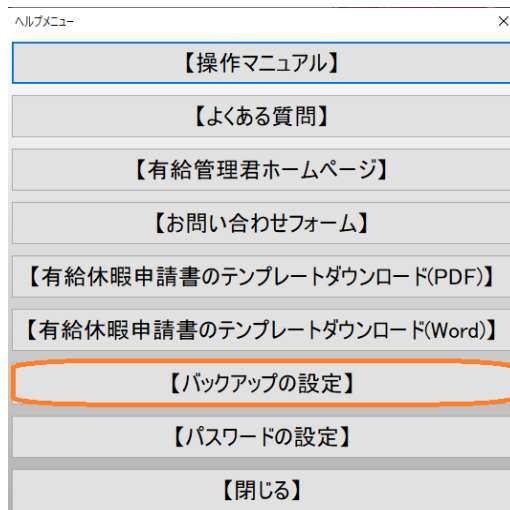 ヘルプメニュー
【操作マニュアル】
【よくある質問】
【有給管理君ホームページ】
【お問い合わせフォーム】
【有給休暇申請書のテンプレートダウンロード(PDF)】
【有給休暇申請書のテンプレートダウンロード(Word)】
【バックアップの設定】
【パスワードの設定】
【閉じる】